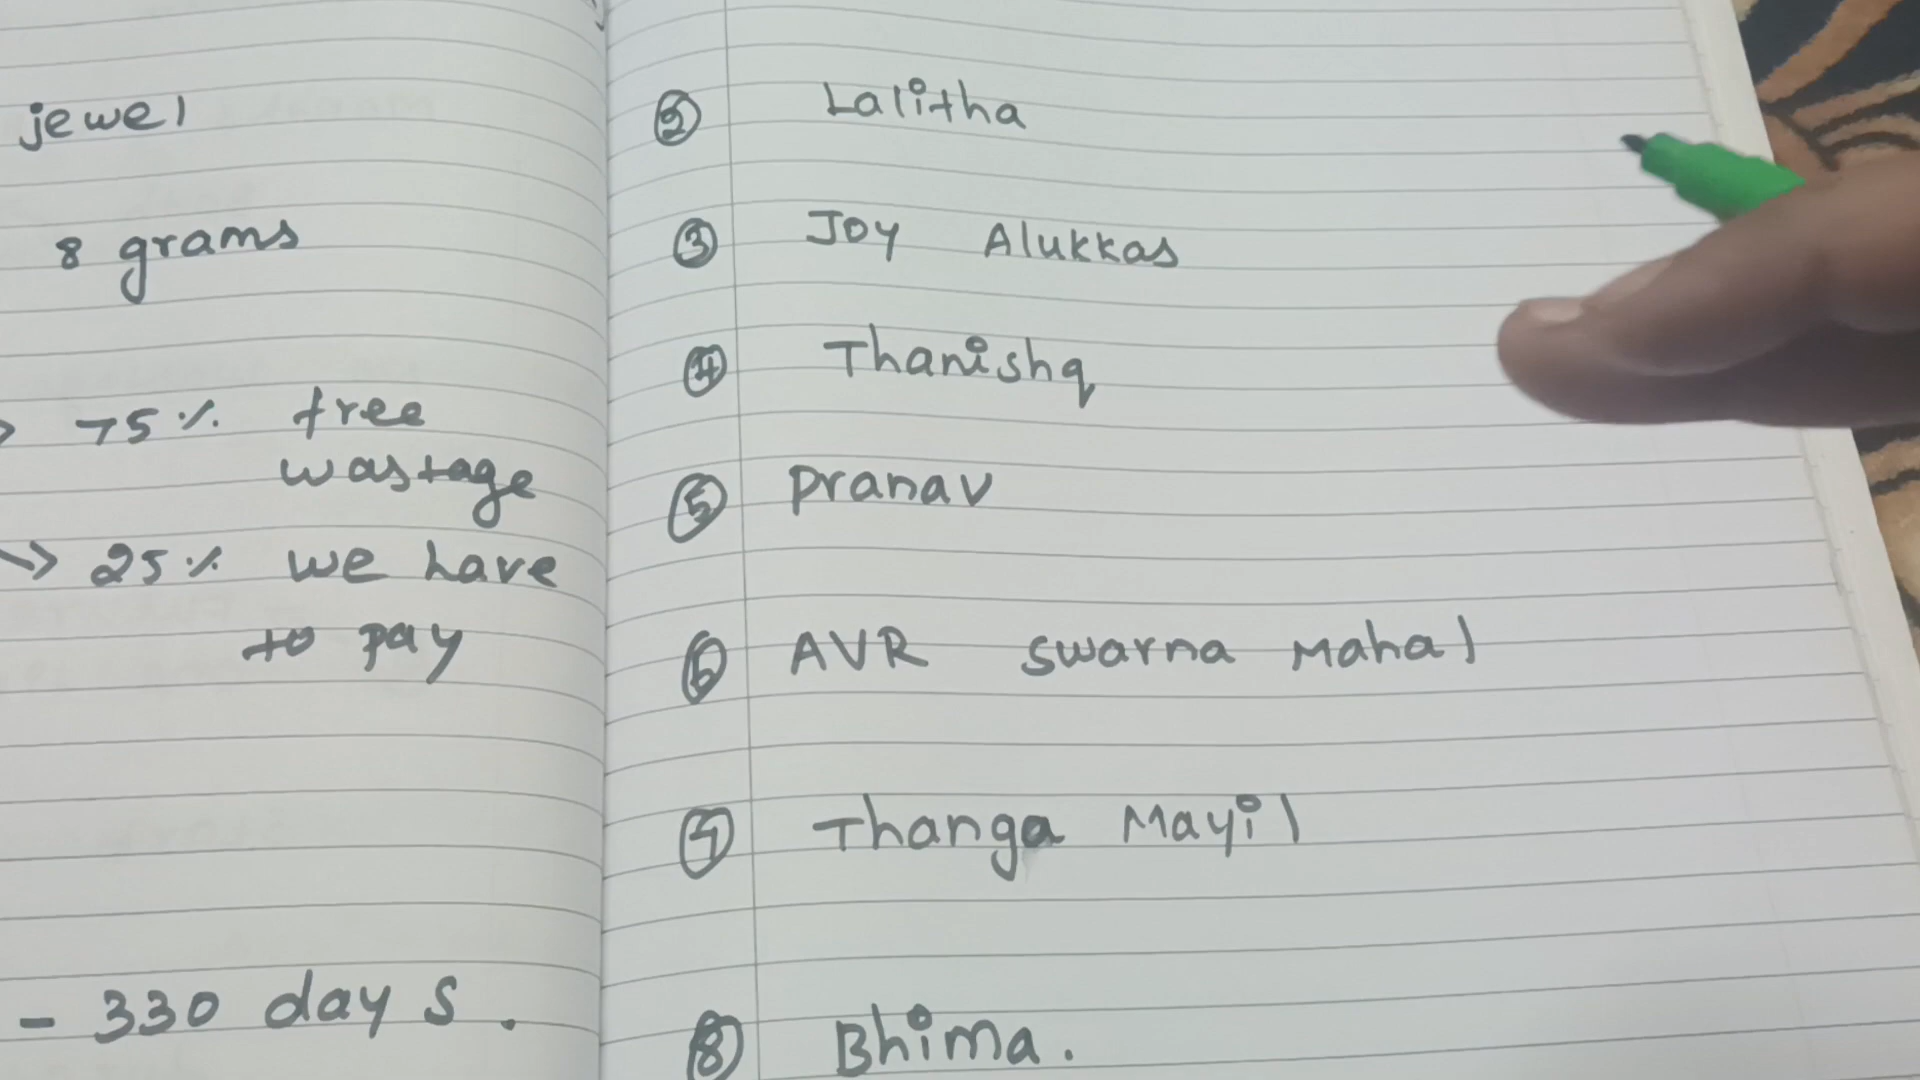 jewel
8 grams
75% free
wastage
25% we have
to pay
- 330 days.
② Lalitha
③ Joy Alukkas
④ Thanishq
⑤ Pranav
⑥ AVR Swarna Mahal
⑦ Thanga Mayil
⑧ Bhima.